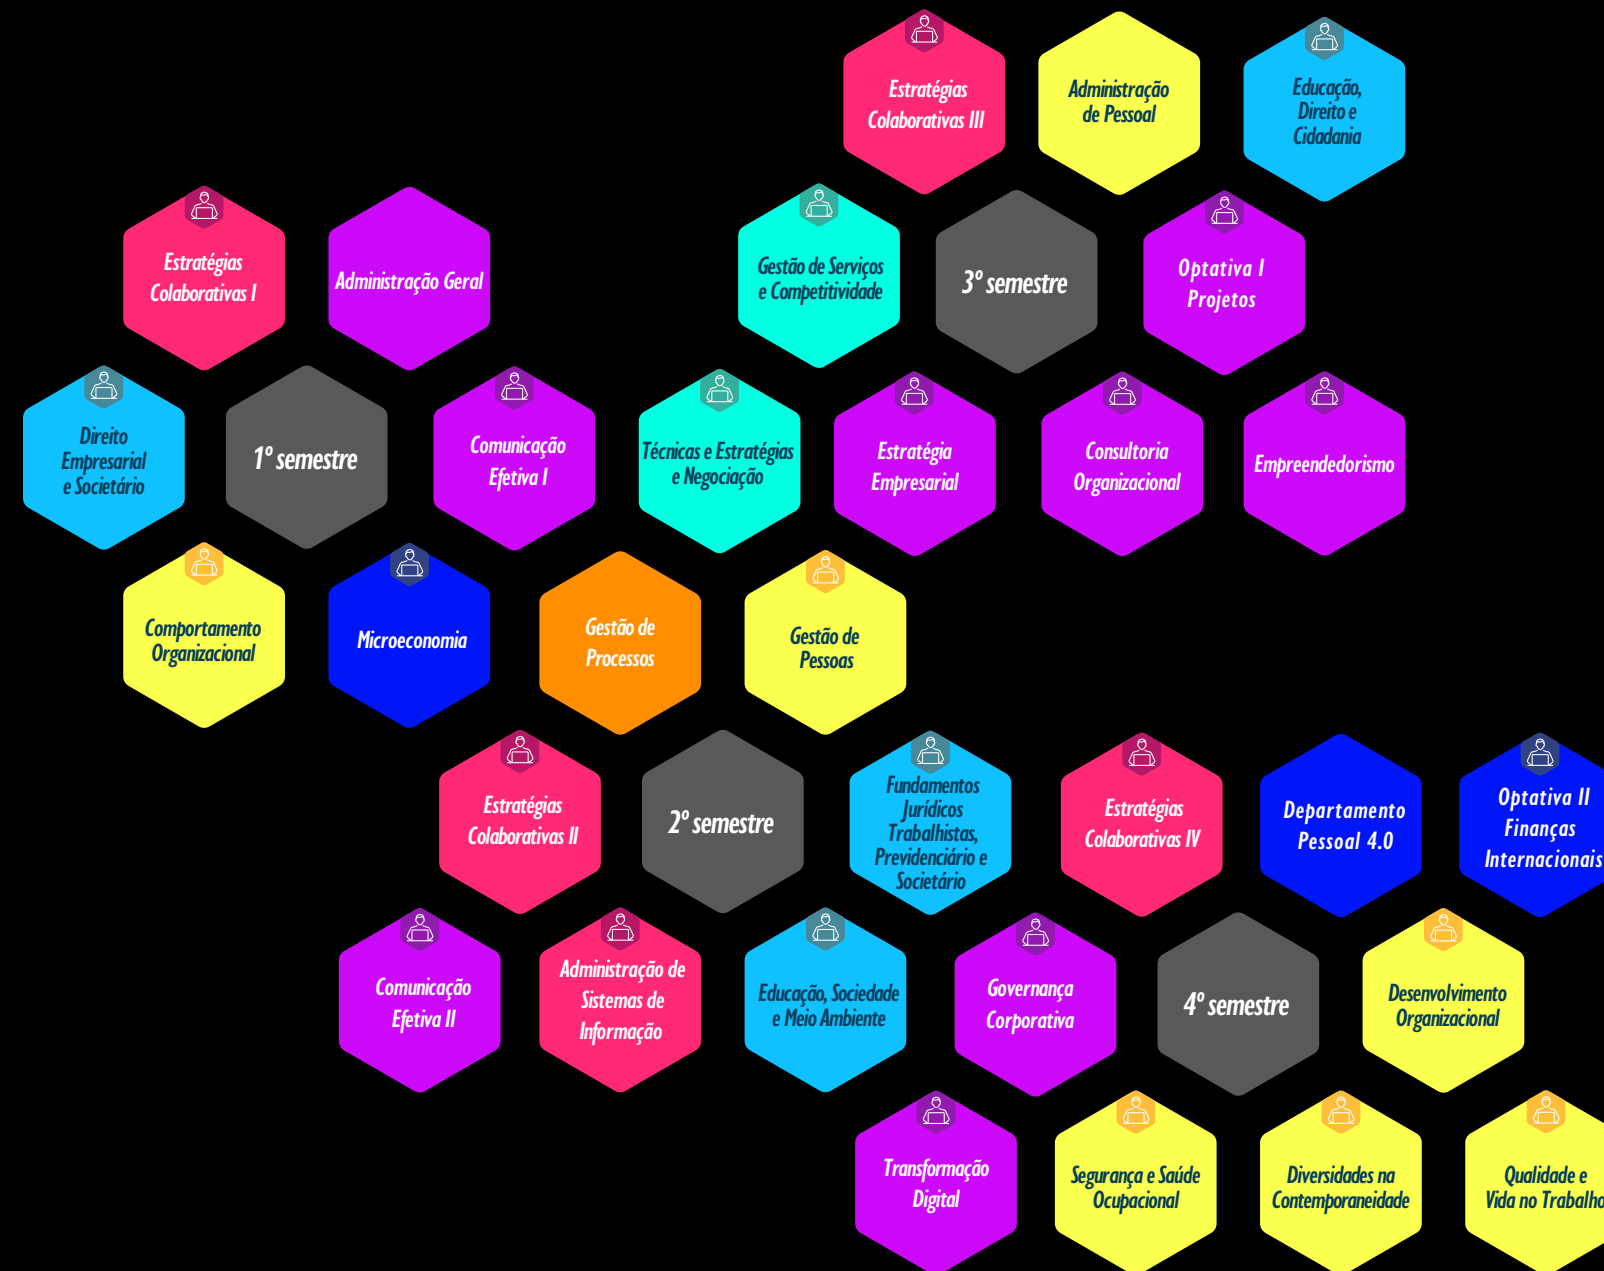 Estratégias
Colaborativas III
Administração
de Pessoal
Educação,
Direito e
Cidadania
Estratégias
Colaborativas I
Administração Geral
Gestão de Serviços
e Competitividade
3º semestre
Optativa I
Projetos
Direito
Empresarial
e Societário
1º semestre
Comunicação
Efetiva I
Técnicas e Estratégias
e Negociação
Estratégia
Empresarial
Consultoria
Organizacional
Empreendedorismo
Comportamento
Organizacional
Microeconomia
Gestão de
Processos
Gestão de
Pessoas
Estratégias
Colaborativas II
2º semestre
Fundamentos
Jurídicos
Trabalhistas,
Previdenciário e
Societário
Estratégias
Colaborativas IV
Departamento
Pessoal 4.0
Optativa II
Finanças
Internacionais
Comunicação
Efetiva II
Administração de
Sistemas de
Informação
Educação, Sociedade
e Meio Ambiente
Governança
Corporativa
4º semestre
Desenvolvimento
Organizacional
Transformação
Digital
Segurança e Saúde
Ocupacional
Diversidades na
Contemporaneidade
Qualidade e
Vida no Trabalho